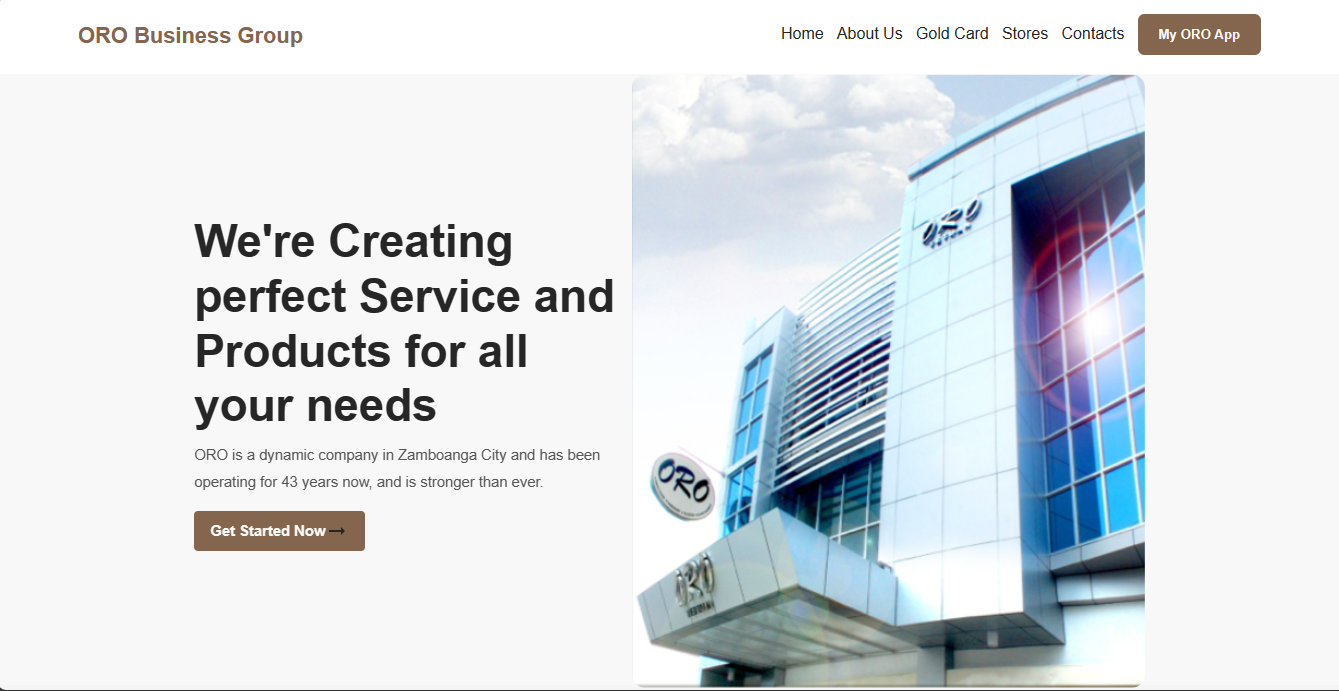 ORO Business Group
Home About Us Gold Card Stores Contacts My ORO App
We're Creating
perfect Service and
Products for all
your needs
ORO is a dynamic company in Zamboanga City and has been
operating for 43 years now, and is stronger than ever.
Get Started Now
ORO
ORO
ORO